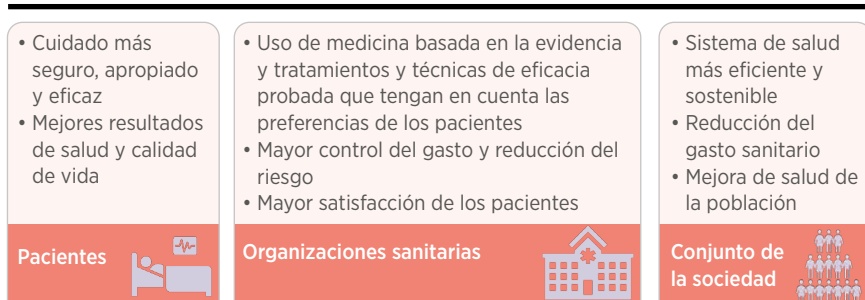 • Cuidado más
seguro, apropiado
y eficaz
• Mejores resultados
de salud y calidad
de vida
Pacientes
• Uso de medicina basada en la evidencia
y tratamientos y técnicas de eficacia
probada que tengan en cuenta las
preferencias de los pacientes
• Mayor control del gasto y reducción del
riesgo
• Mayor satisfacción de los pacientes
Organizaciones sanitarias
• Sistema de salud
más eficiente y
sostenible
• Reducción del
gasto sanitario
• Mejora de salud de
la población
Conjunto de
la sociedad